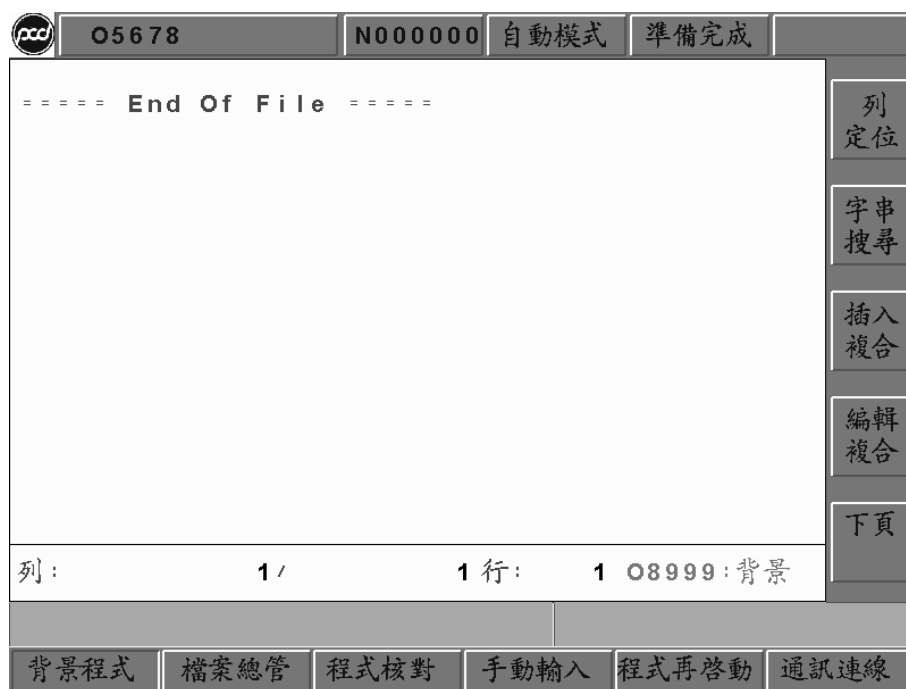 pcd O5678 N000000 自動模式 準備完成
===== End Of File =====
列
定位
字串
搜尋
插入
複合
編輯
複合
下頁
列: 1/ 1 行: 1 O8999:背景
背景程式 檔案總管 程式核對 手動輸入 程式再啓動 通訊連線